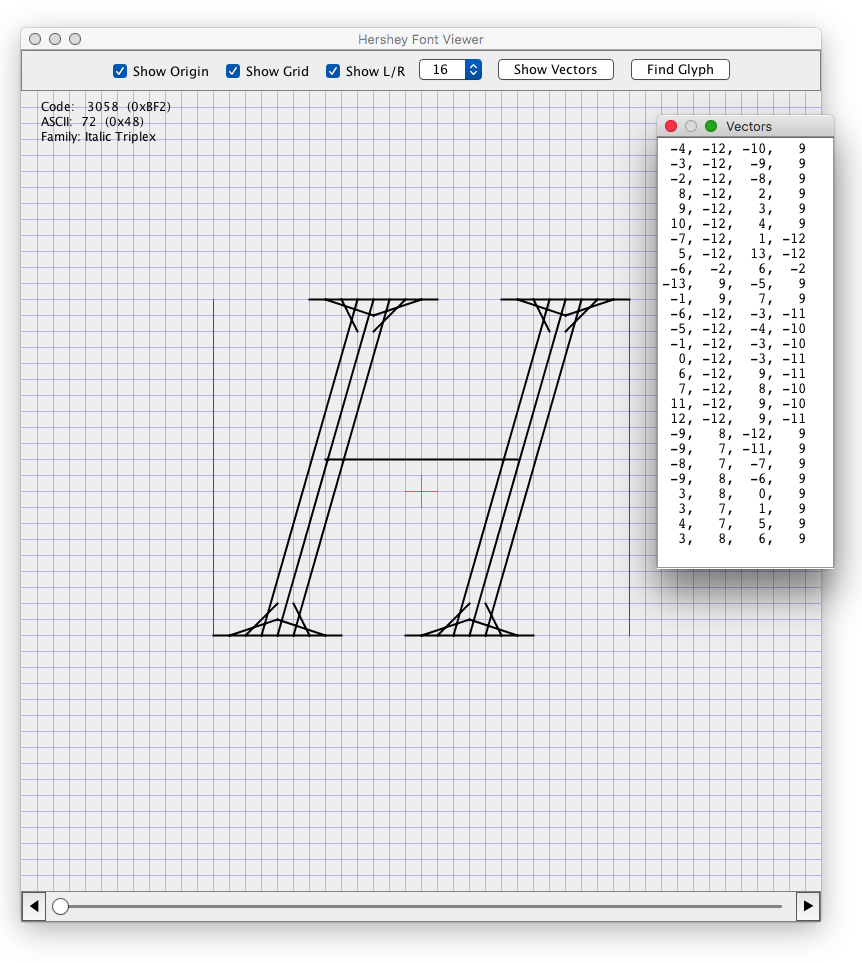 Hershey Font Viewer
Show Origin Show Grid Show L/R 16 Show Vectors Find Glyph
Code: 3058 (0xBF2)
ASCII: 72 (0x48)
Family: Italic Triplex
Vectors
-4, -12, -10, 9
-3, -12, -9, 9
-2, -12, -8, 9
8, -12, 2, 9
9, -12, 3, 9
10, -12, 4, 9
-7, -12, 1, -12
5, -12, 13, -12
-6, -2, 6, -2
-13, 9, -5, 9
-1, 9, 7, 9
-6, -12, -3, -11
-5, -12, -4, -10
-1, -12, -3, -10
0, -12, -3, -11
6, -12, 9, -11
7, -12, 8, -10
11, -12, 9, -10
12, -12, 9, -11
-9, 8, -12, 9
-9, 7, -11, 9
-8, 7, -7, 9
-9, 8, -6, 9
3, 8, 0, 9
3, 7, 1, 9
4, 7, 5, 9
3, 8, 6, 9